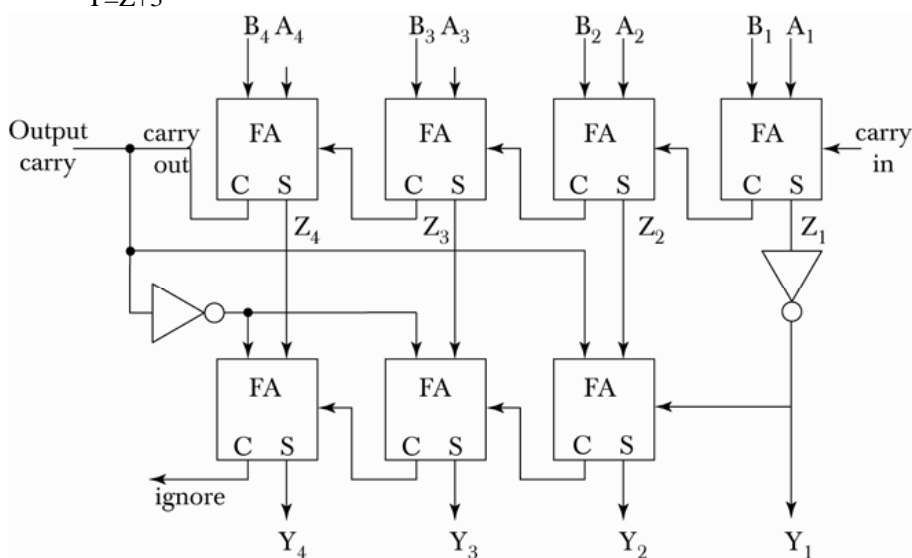 Y=Z+3
B₄ A₄
B₃ A₃
B₂ A₂
B₁ A₁
Output carry
carry out
FA
FA
FA
FA
carry in
C S
C S
C S
C S
Z₄
Z₃
Z₂
Z₁
FA
FA
FA
C S
C S
C S
ignore
Y₄
Y₃
Y₂
Y₁